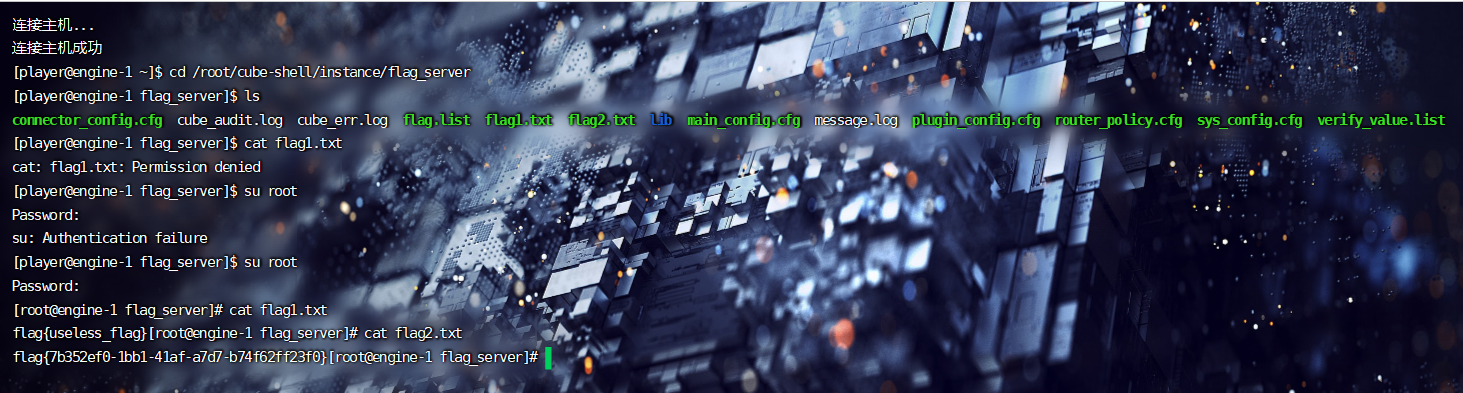 连接主机...
连接主机成功
[player@engine-1 ~]$ cd /root/cube-shell/instance/flag_server
[player@engine-1 flag_server]$ ls
connector_config.cfg  cube_audit.log  cube_err.log  flag.list  flag1.txt  flag2.txt  lib  main_config.cfg  message.log  plugin_config.cfg  router_policy.cfg  sys_config.cfg  verify_value.list
[player@engine-1 flag_server]$ cat flag1.txt
cat: flag1.txt: Permission denied
[player@engine-1 flag_server]$ su root
Password:
su: Authentication failure
[player@engine-1 flag_server]$ su root
Password:
[root@engine-1 flag_server]# cat flag1.txt
flag{useless_flag}[root@engine-1 flag_server]# cat flag2.txt
flag{7b352ef0-1bb1-41af-a7d7-b74f62ff23f0}[root@engine-1 flag_server]#